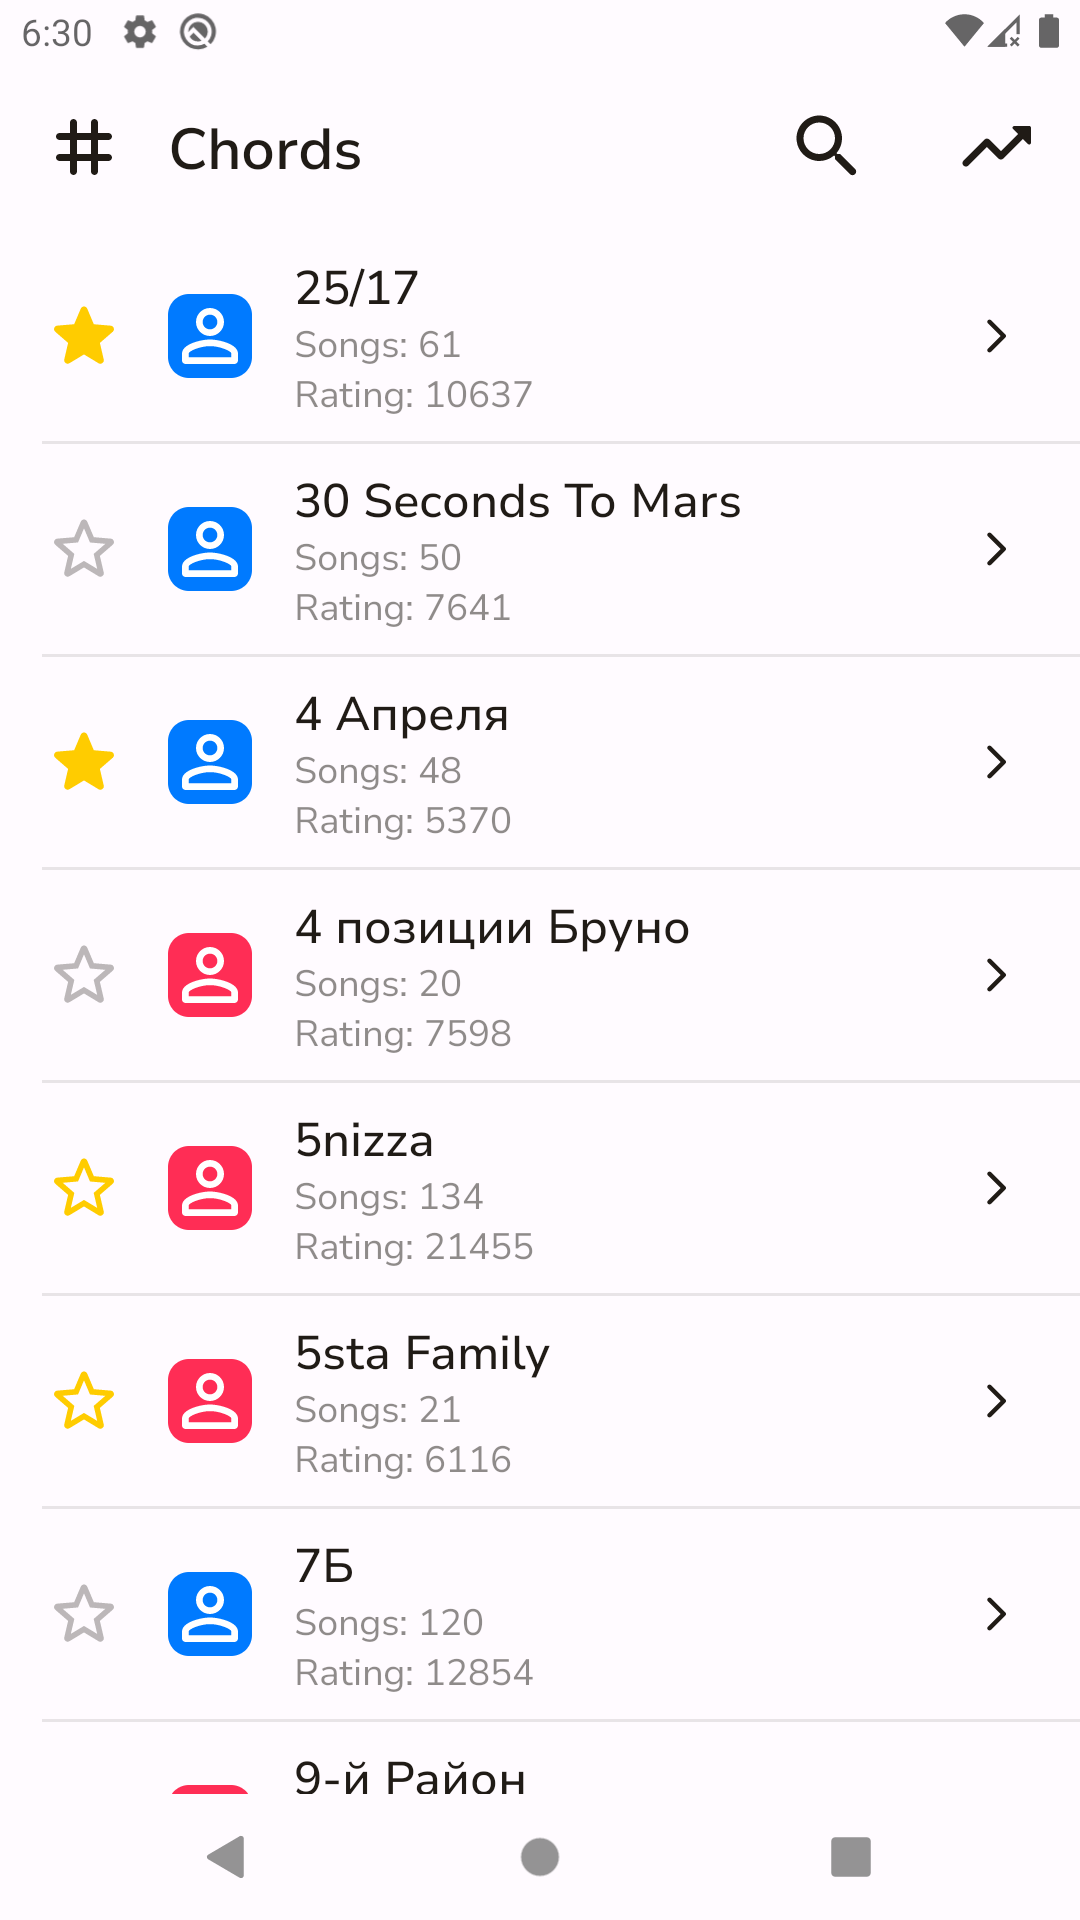 6:30
Chords
25/17
Songs: 61
Rating: 10637
30 Seconds To Mars
Songs: 50
Rating: 7641
4 Апреля
Songs: 48
Rating: 5370
4 позиции Бруно
Songs: 20
Rating: 7598
5nizza
Songs: 134
Rating: 21455
5sta Family
Songs: 21
Rating: 6116
7Б
Songs: 120
Rating: 12854
9-й Район